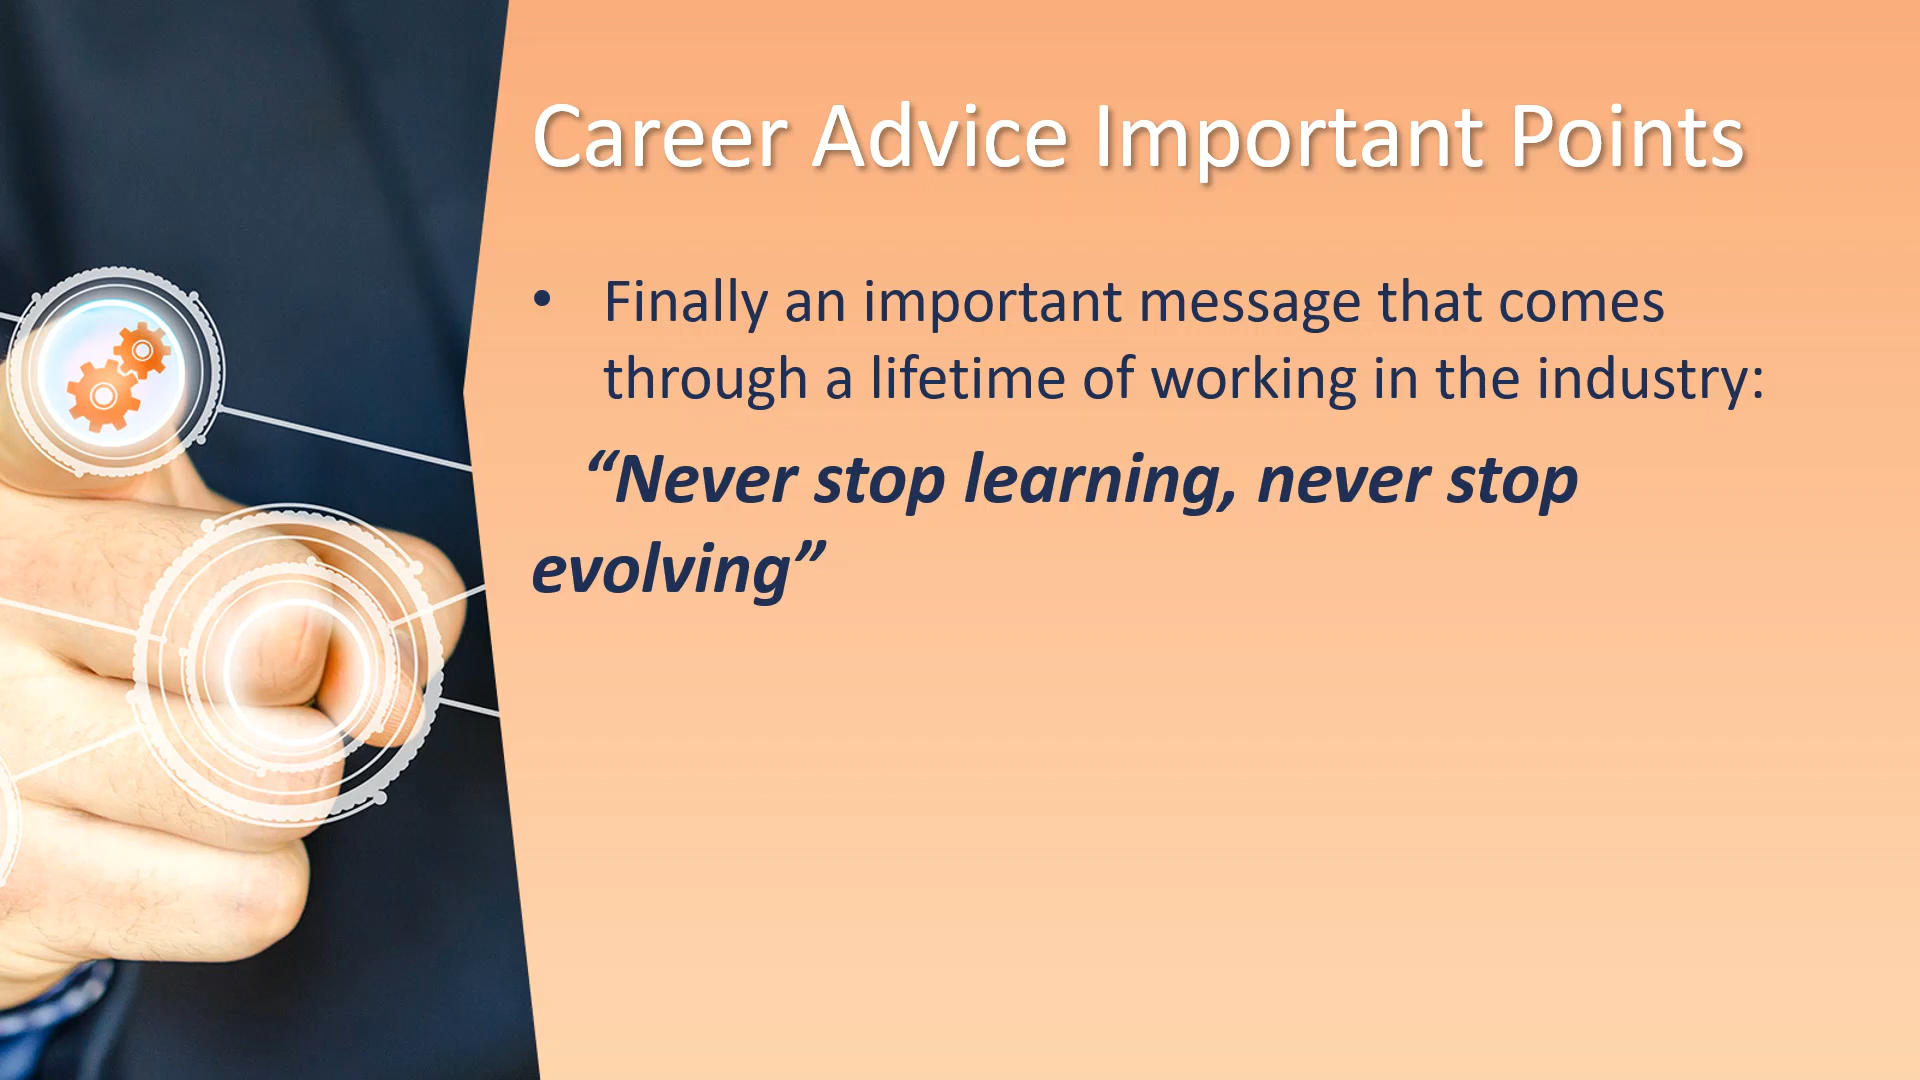 Career Advice Important Points
• Finally an important message that comes
through a lifetime of working in the industry:
“Never stop learning, never stop
evolving”